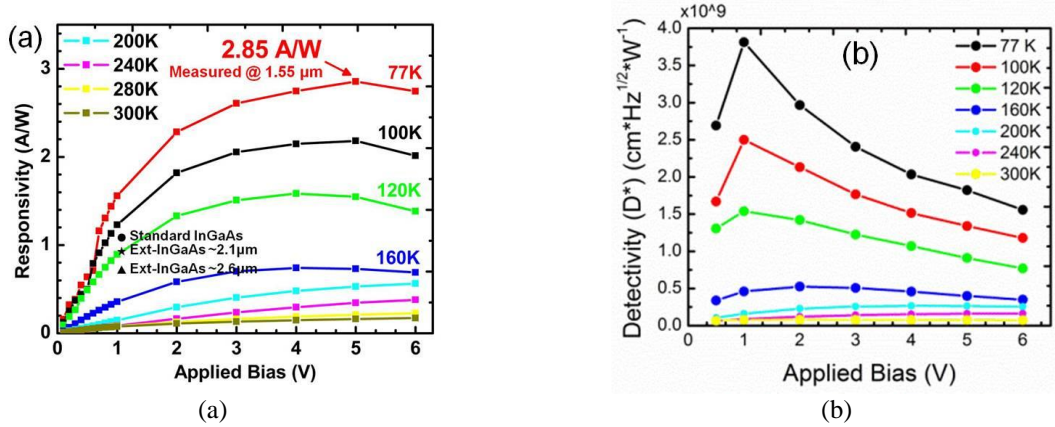 (a)
200K
240K
280K
300K
2.85 A/W
Measured @ 1.55 µm
77K
100K
120K
160K
Standard InGaAs
Ext-InGaAs ~2.1µm
Ext-InGaAs ~2.6µm
Responsivity (A/W)
3
2
1
0
0 1 2 3 4 5 6
Applied Bias (V)
(a)
×10^9
(b)
77 K
100K
120K
160K
200K
240K
300K
Detectivity (D*) (cm*Hz^1/2*W^-1)
4.0
3.5
3.0
2.5
2.0
1.5
1.0
0.5
0.0
0 1 2 3 4 5 6
Applied Bias (V)
(b)